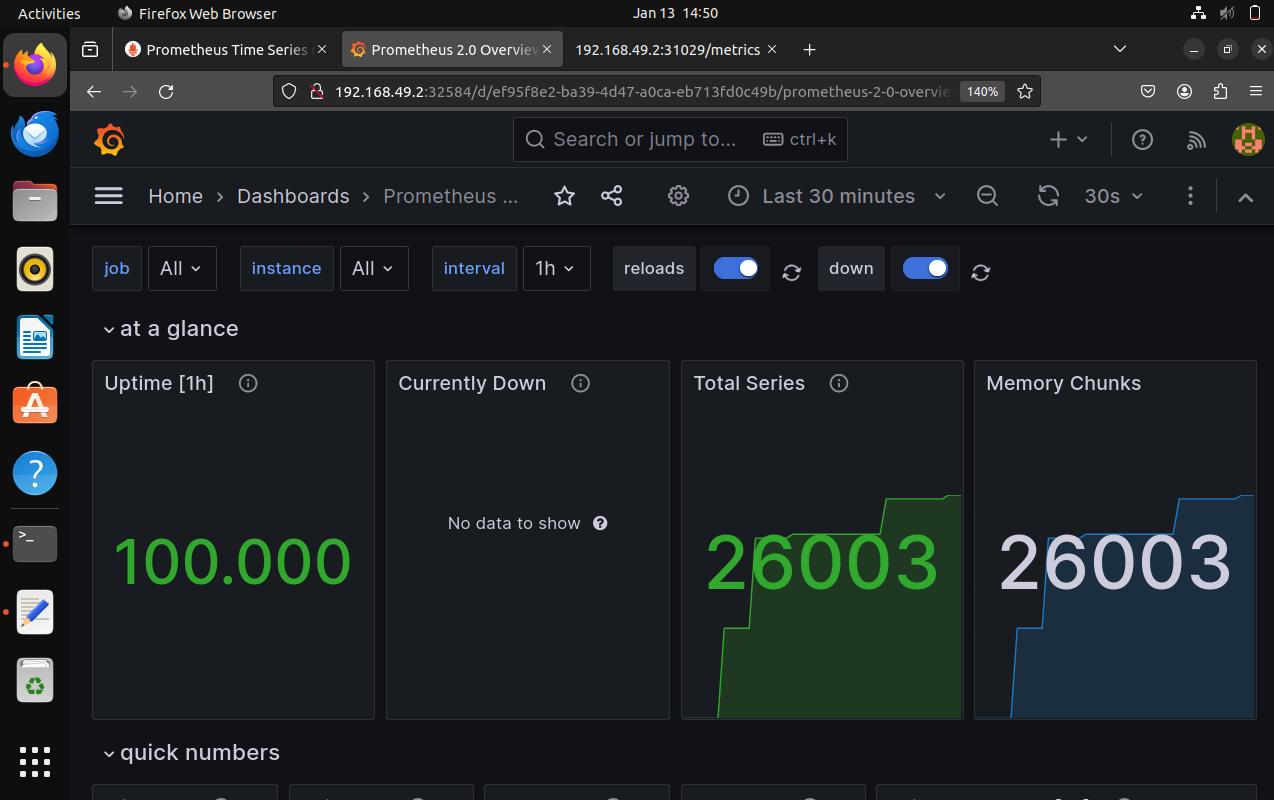 Activities Firefox Web Browser Jan 13 14:50
Prometheus Time Series Prometheus 2.0 Overview 192.168.49.2:31029/metrics
192.168.49.2:32584/d/ef95f8e2-ba39-4d47-a0ca-eb713fd0c49b/prometheus-2-0-overvie 140%
Search or jump to... ctrl+k
Home Dashboards Prometheus ... Last 30 minutes 30s
job All instance All interval 1h reloads down
at a glance
Uptime [1h] Currently Down Total Series Memory Chunks
No data to show
100.000 26003 26003
quick numbers